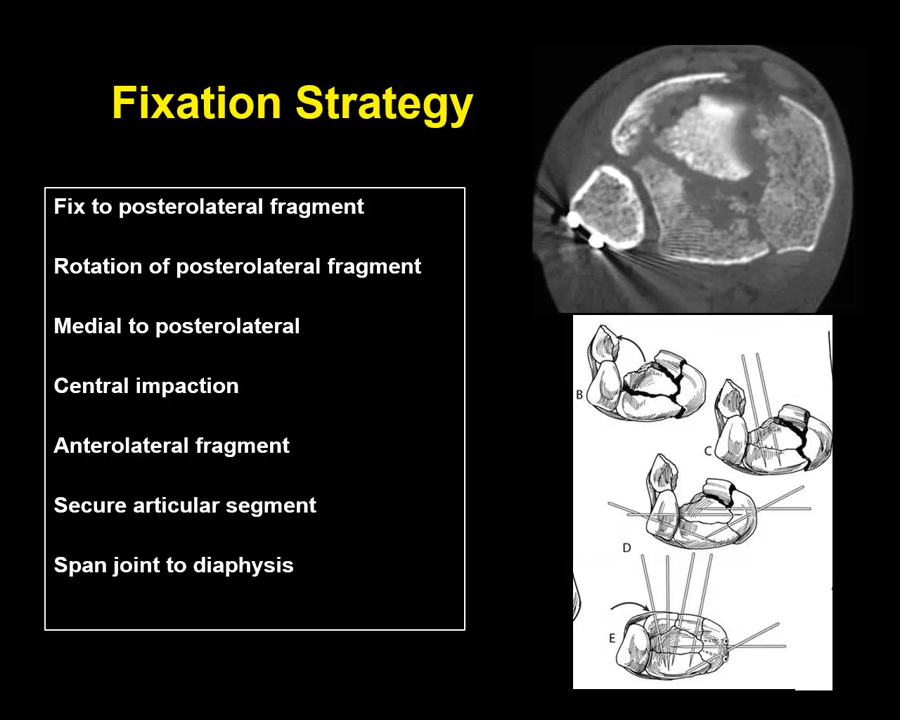 Fixation Strategy
Fix to posterolateral fragment
Rotation of posterolateral fragment
Medial to posterolateral
Central impaction
Anterolateral fragment
Secure articular segment
Span joint to diaphysis
B
C
D
E